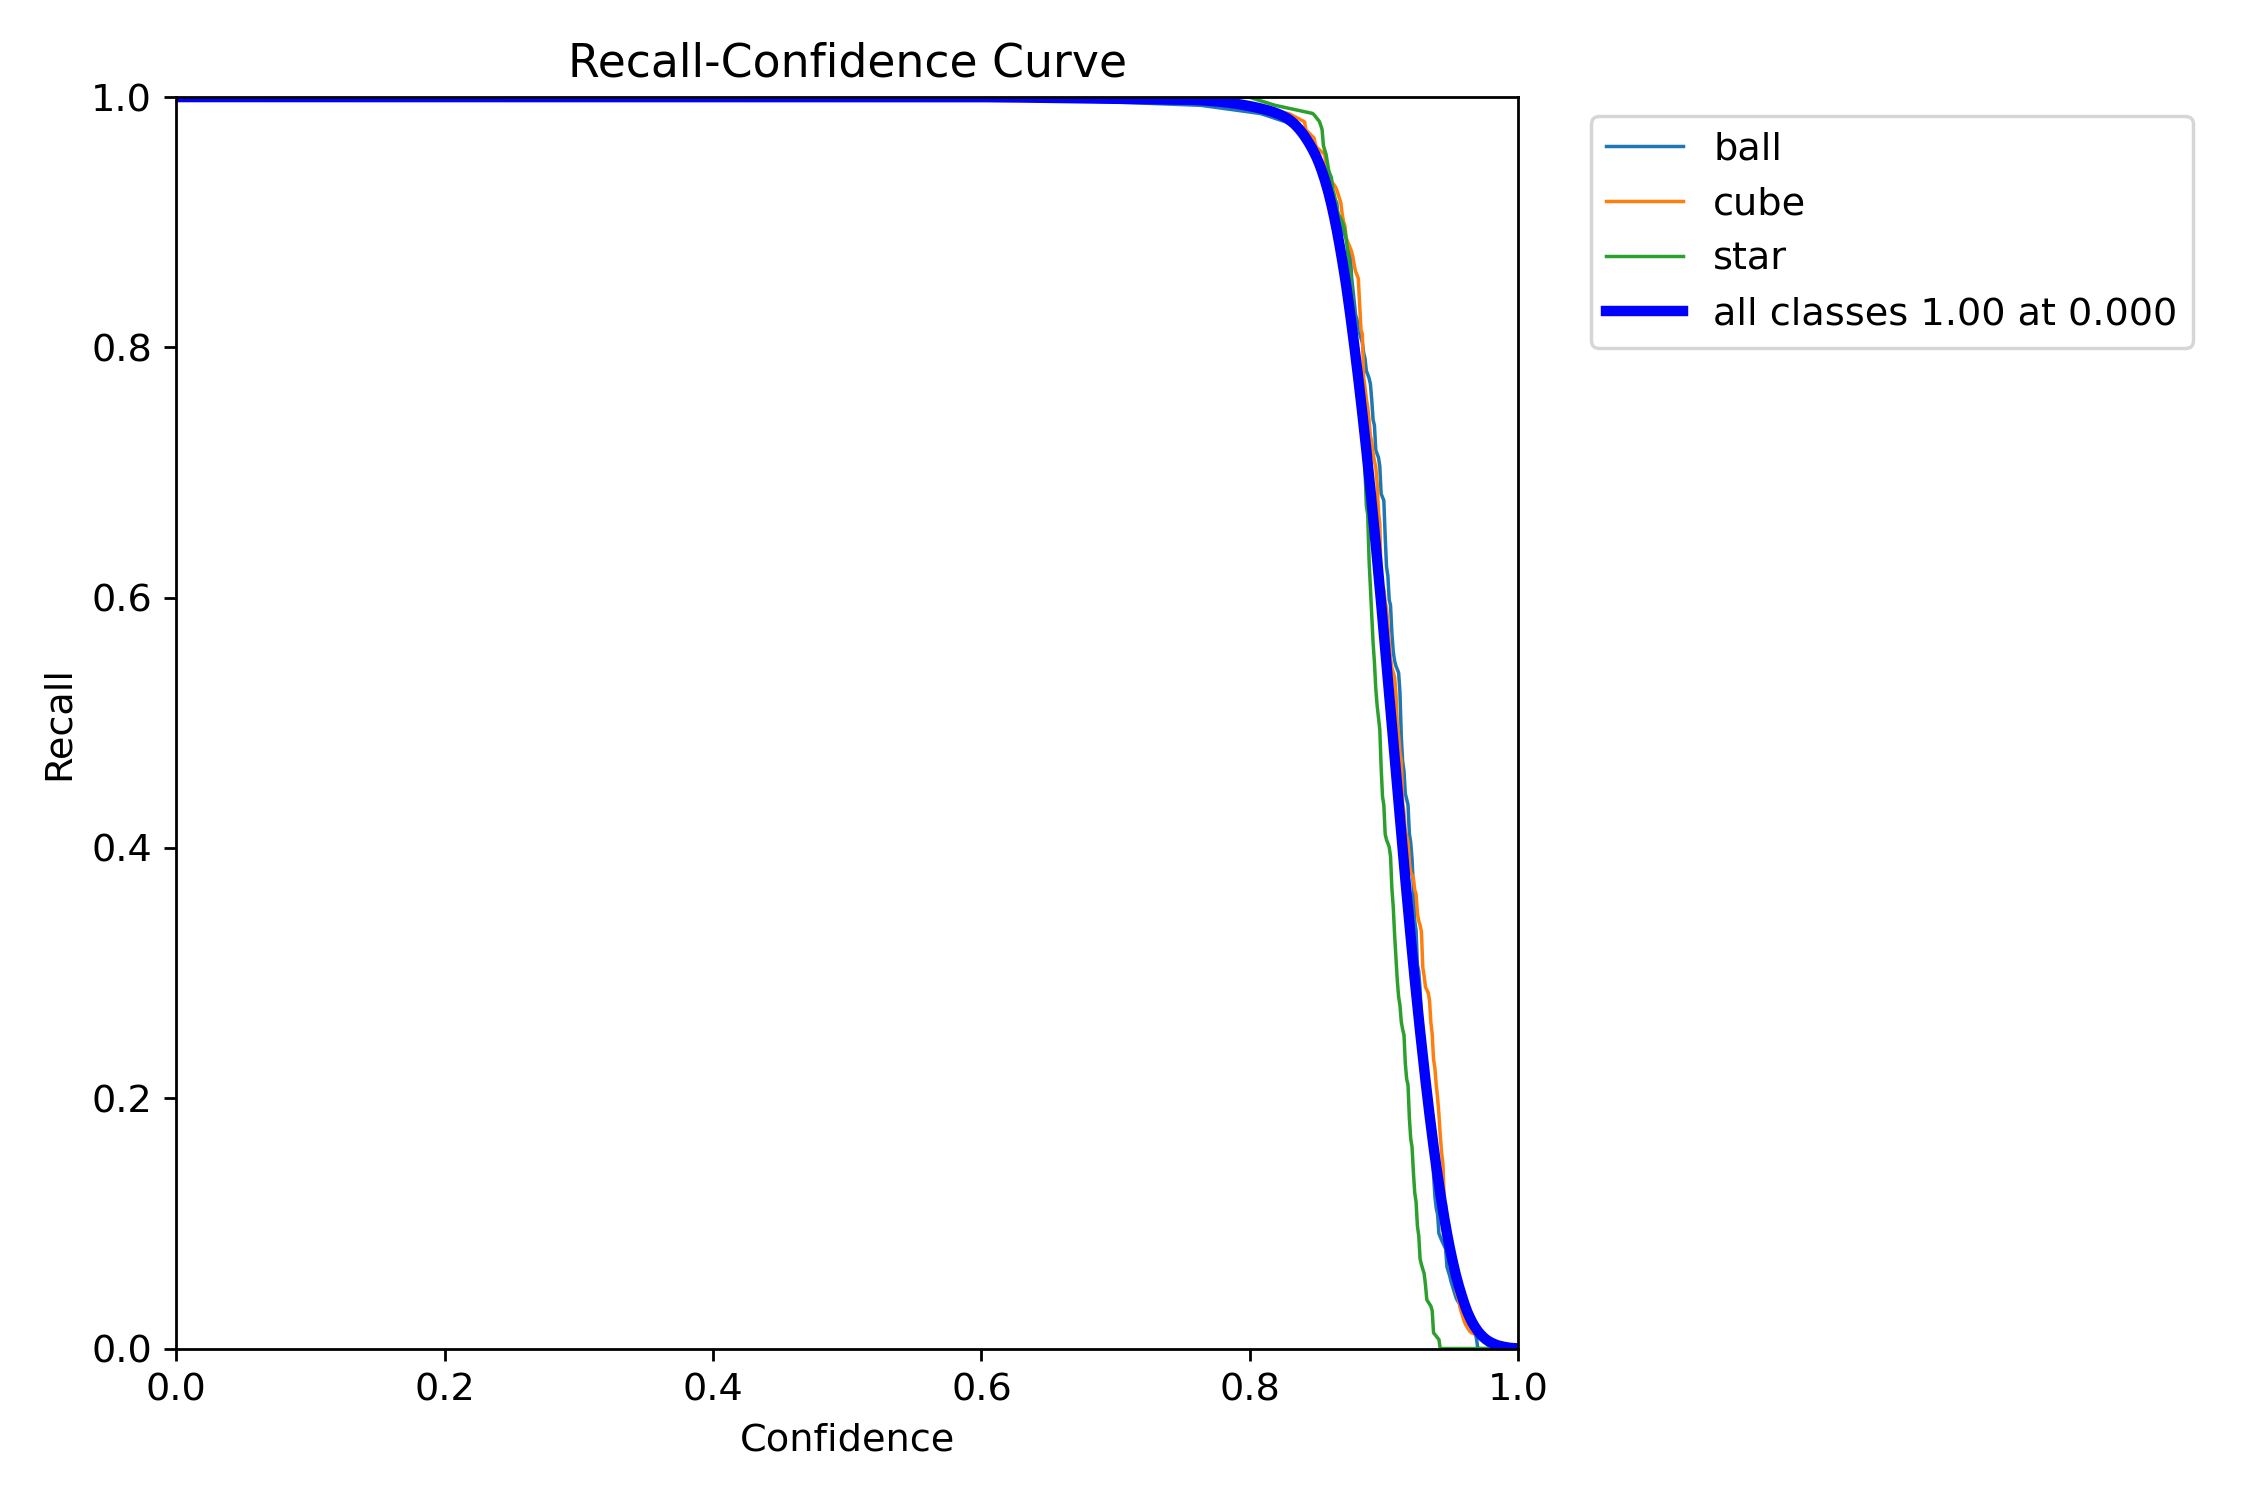 Recall-Confidence Curve
1.0
0.8
0.6
0.4
0.2
0.0
Recall
0.0 0.2 0.4 0.6 0.8 1.0
Confidence
ball
cube
star
all classes 1.00 at 0.000